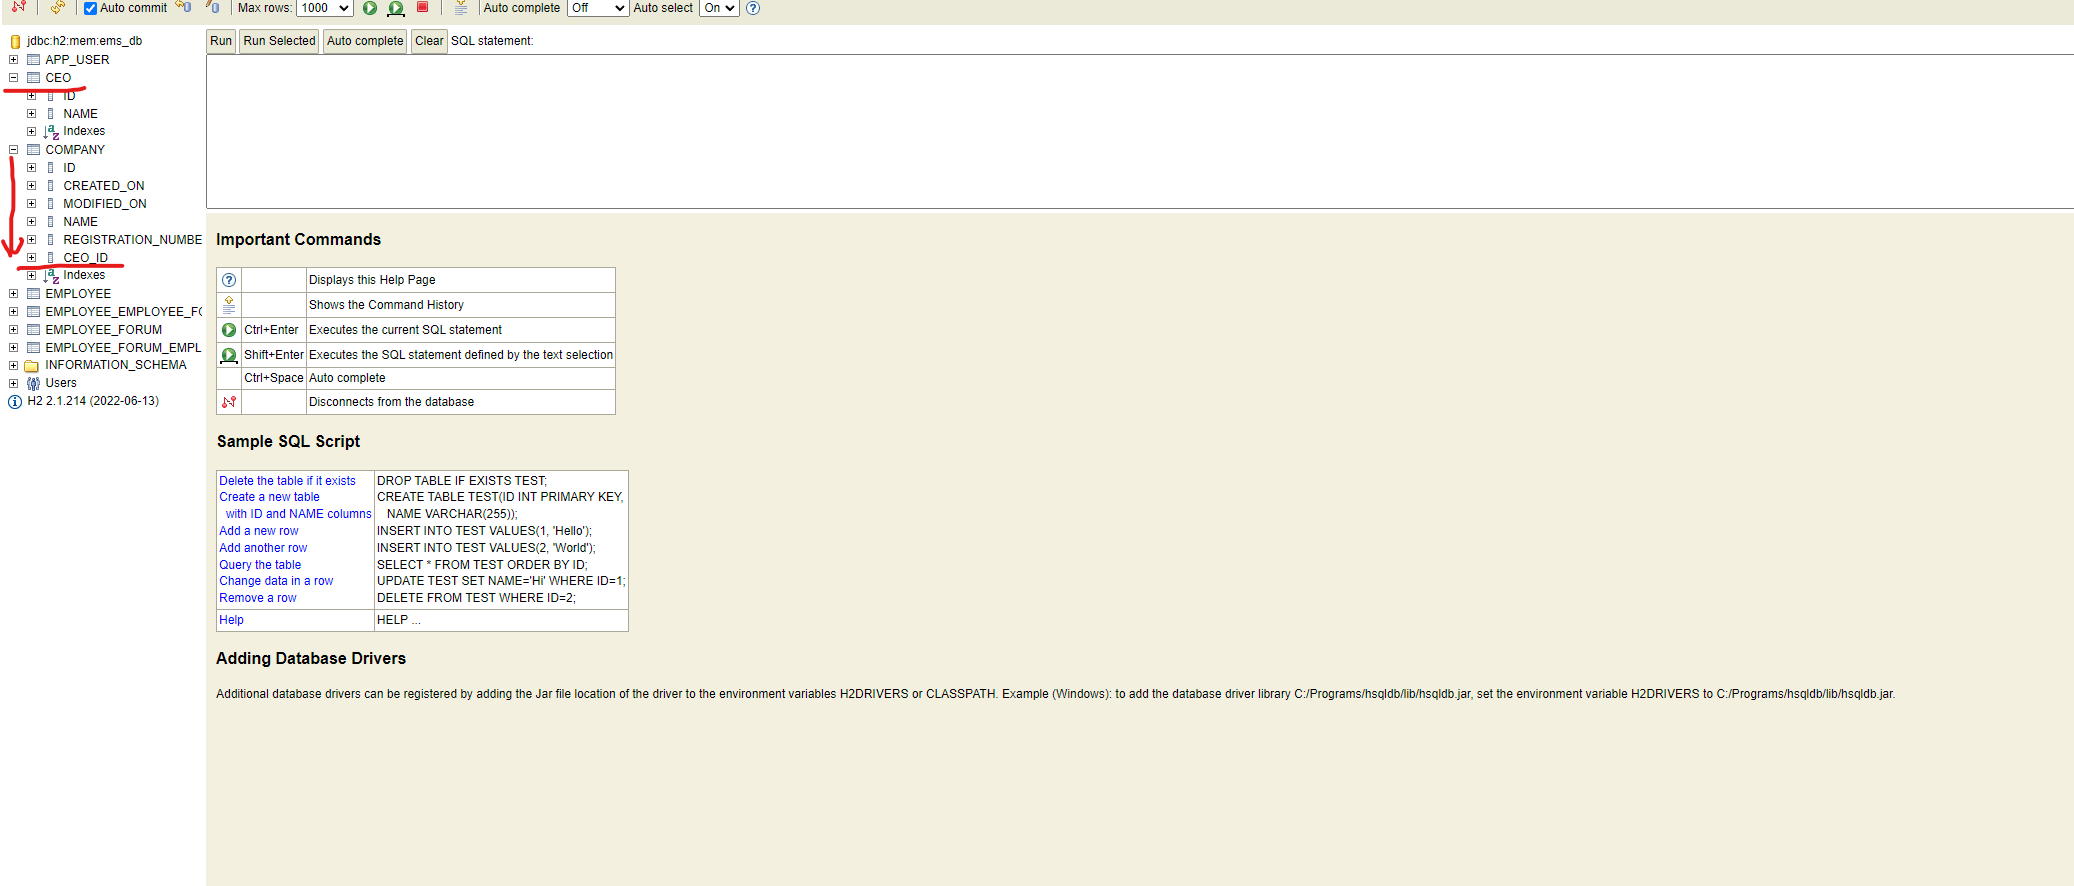 Auto commit Max rows: 1000 Auto complete Off Auto select On
jdbc:h2:mem:ems_db
APP_USER
CEO
ID
NAME
Indexes
COMPANY
ID
CREATED_ON
MODIFIED_ON
NAME
REGISTRATION_NUMBE
CEO_ID
Indexes
EMPLOYEE
EMPLOYEE_EMPLOYEE_FO
EMPLOYEE_FORUM
EMPLOYEE_FORUM_EMPL
INFORMATION_SCHEMA
Users
H2 2.1.214 (2022-06-13)
Run Run Selected Auto complete Clear SQL statement:
Important Commands
Displays this Help Page
Shows the Command History
Ctrl+Enter Executes the current SQL statement
Shift+Enter Executes the SQL statement defined by the text selection
Ctrl+Space Auto complete
Disconnects from the database
Sample SQL Script
Delete the table if it exists DROP TABLE IF EXISTS TEST;
Create a new table CREATE TABLE TEST(ID INT PRIMARY KEY,
with ID and NAME columns NAME VARCHAR(255));
Add a new row INSERT INTO TEST VALUES(1, 'Hello');
Add another row INSERT INTO TEST VALUES(2, 'World');
Query the table SELECT * FROM TEST ORDER BY ID;
Change data in a row UPDATE TEST SET NAME='Hi' WHERE ID=1;
Remove a row DELETE FROM TEST WHERE ID=2;
Help HELP ...
Adding Database Drivers
Additional database drivers can be registered by adding the Jar file location of the driver to the environment variables H2DRIVERS or CLASSPATH. Example (Windows): to add the database driver library C:/Programs/hsqldb/lib/hsqldb.jar, set the environment variable H2DRIVERS to C:/Programs/hsqldb/lib/hsqldb.jar.